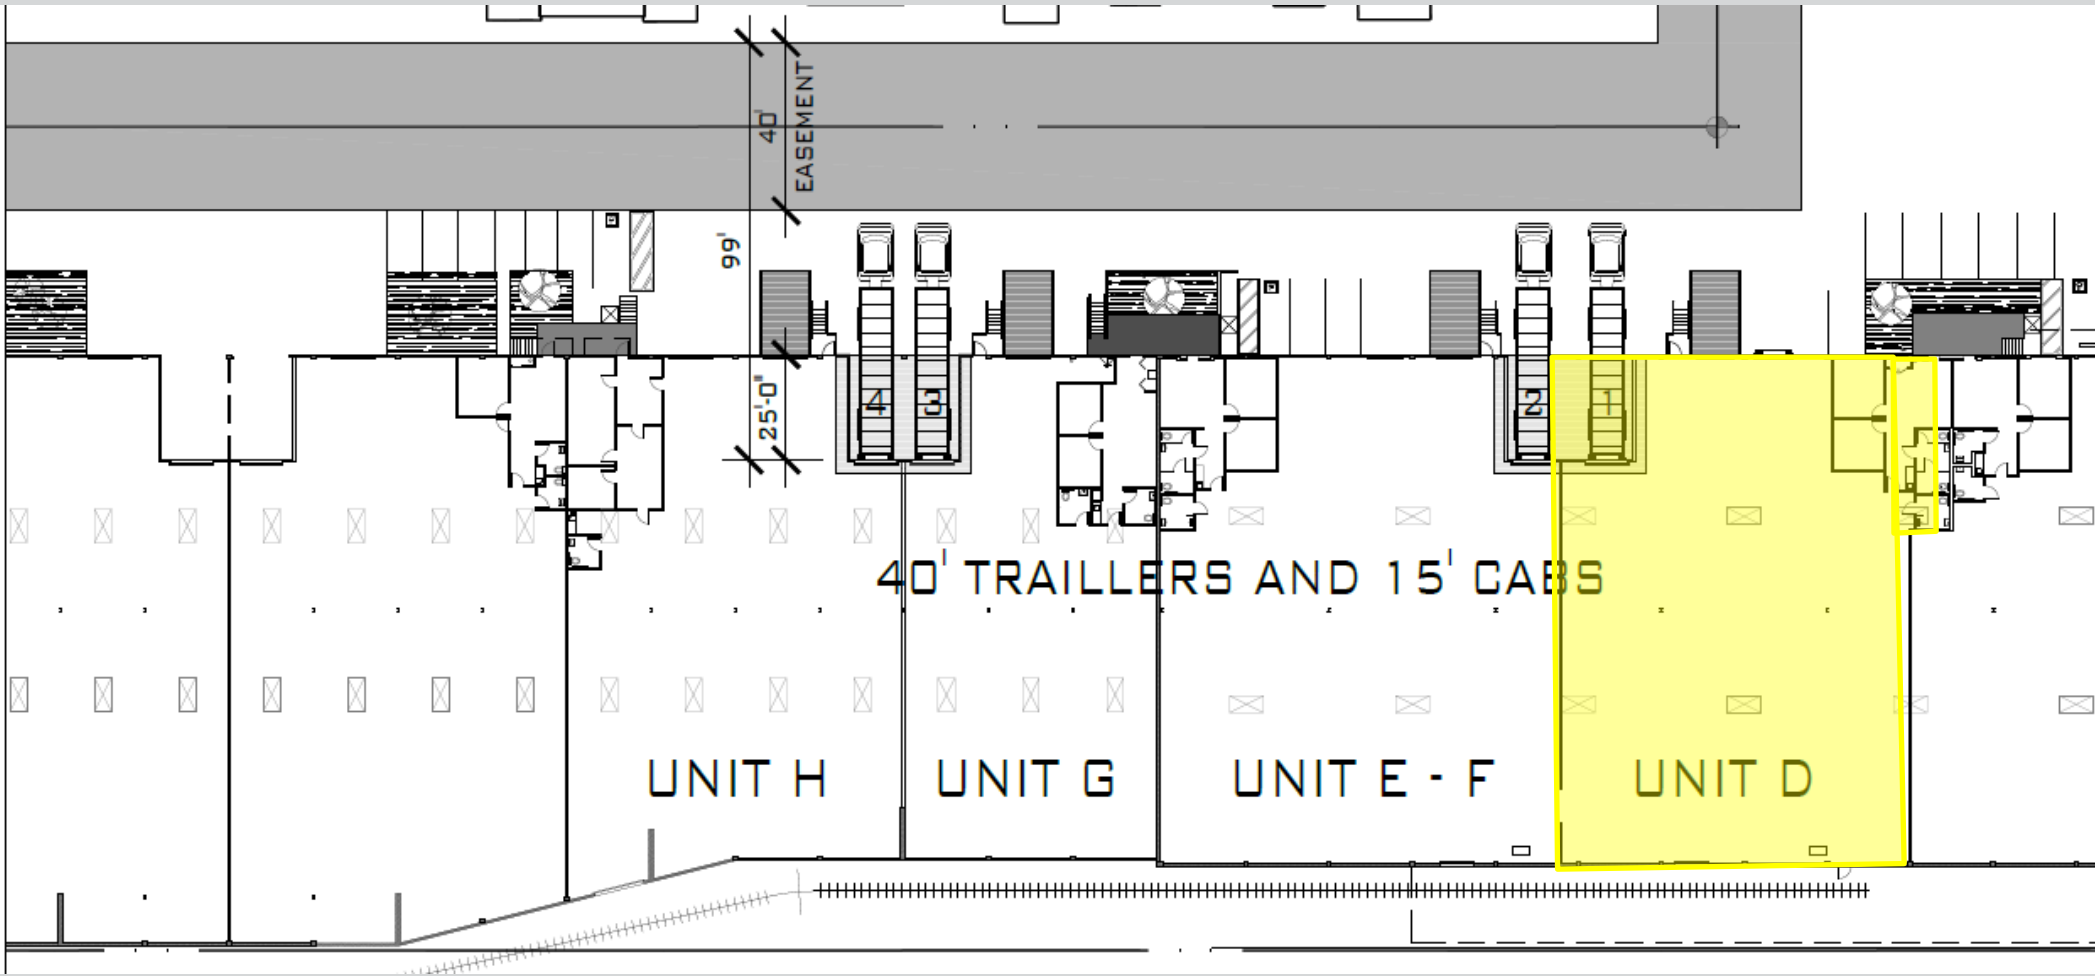 40'
EASEMENT
99'
25'-0"
4
3
2
1
40' TRAILLERS AND 15' CABS
UNIT H
UNIT G
UNIT E - F
UNIT D